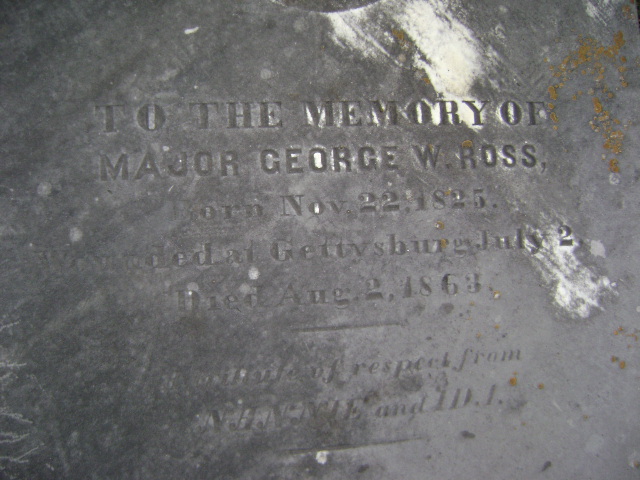 TO THE MEMORY OF
MAJOR GEORGE W. ROSS,
Born Nov. 22, 1825.
Wounded at Gettysburg, July 2,
Died Aug. 2, 1863.
of respect from
and